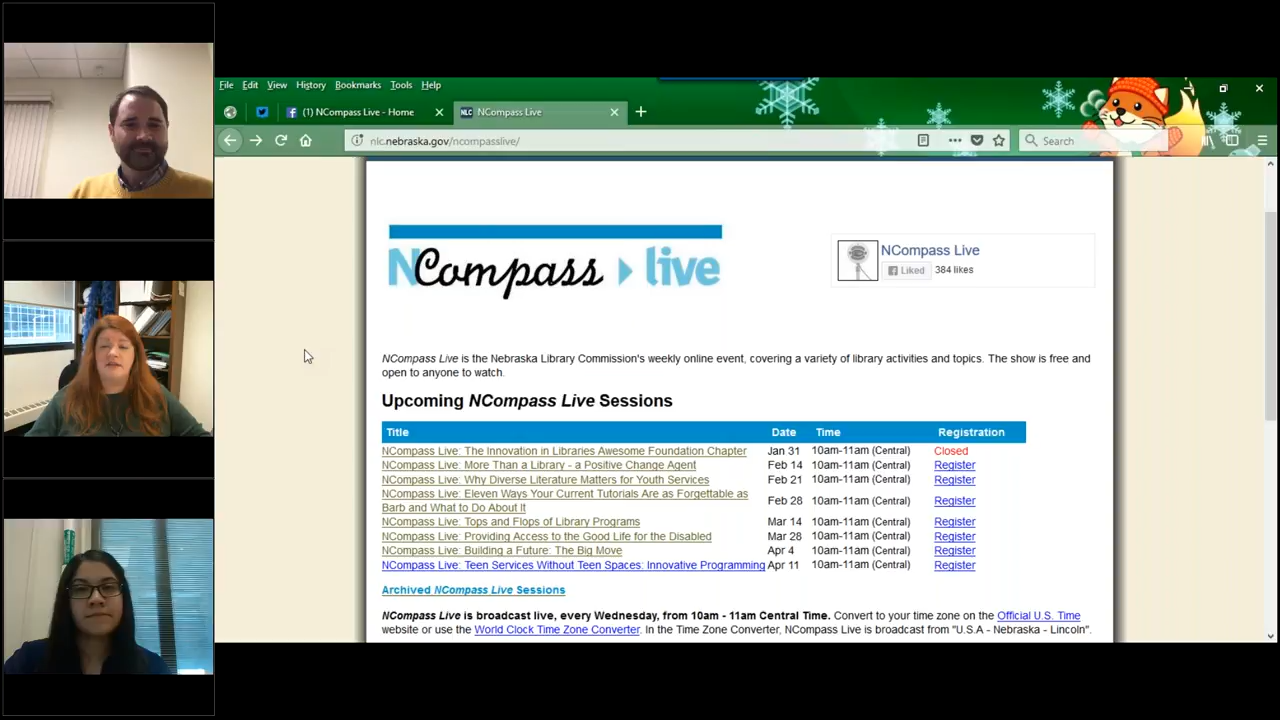 File Edit View History Bookmarks Tools Help
(1) NCompass Live - Home
NLC NCompass Live
nlc.nebraska.gov/ncompasslive/
Search
NCompass live
NCompass Live
Liked 384 likes
NCompass Live is the Nebraska Library Commission's weekly online event, covering a variety of library activities and topics. The show is free and
open to anyone to watch.
Upcoming NCompass Live Sessions
Title Date Time Registration
NCompass Live: The Innovation in Libraries Awesome Foundation Chapter Jan 31 10am-11am (Central) Closed
NCompass Live: More Than a Library - a Positive Change Agent Feb 14 10am-11am (Central) Register
NCompass Live: Why Diverse Literature Matters for Youth Services Feb 21 10am-11am (Central) Register
NCompass Live: Eleven Ways Your Current Tutorials Are as Forgettable as
Barb and What to Do About It Feb 28 10am-11am (Central) Register
NCompass Live: Tops and Flops of Library Programs Mar 14 10am-11am (Central) Register
NCompass Live: Providing Access to the Good Life for the Disabled Mar 28 10am-11am (Central) Register
NCompass Live: Building a Future: The Big Move Apr 4 10am-11am (Central) Register
NCompass Live: Teen Services Without Teen Spaces: Innovative Programming Apr 11 10am-11am (Central) Register
Archived NCompass Live Sessions
NCompass Live is broadcast live, every Wednesday, from 10am - 11am Central Time. Convert to your time zone on the Official U.S. Time
website or use the World Clock Time Zone Converter. In the Time Zone Converter, NCompass Live is broadcast from "U.S.A - Nebraska - Lincoln".